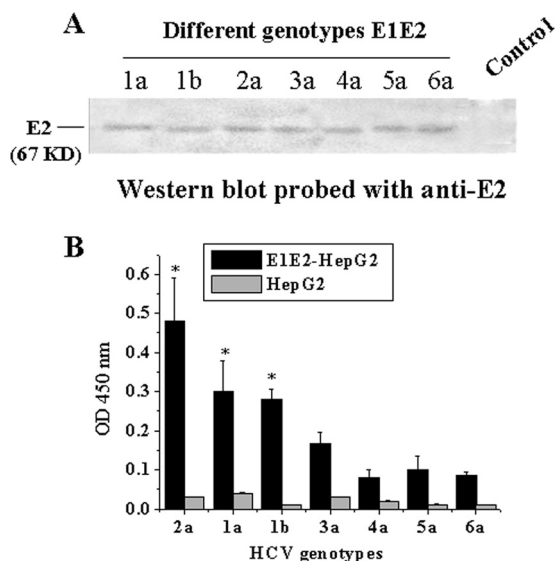 A
Different genotypes E1E2
Control
1a 1b 2a 3a 4a 5a 6a
E2
(67 KD)
Western blot probed with anti-E2
B
E1E2-HepG2
HepG2
OD 450 nm
0.6
0.5
0.4
0.3
0.2
0.1
0.0
* * *
2a 1a 1b 3a 4a 5a 6a
HCV genotypes